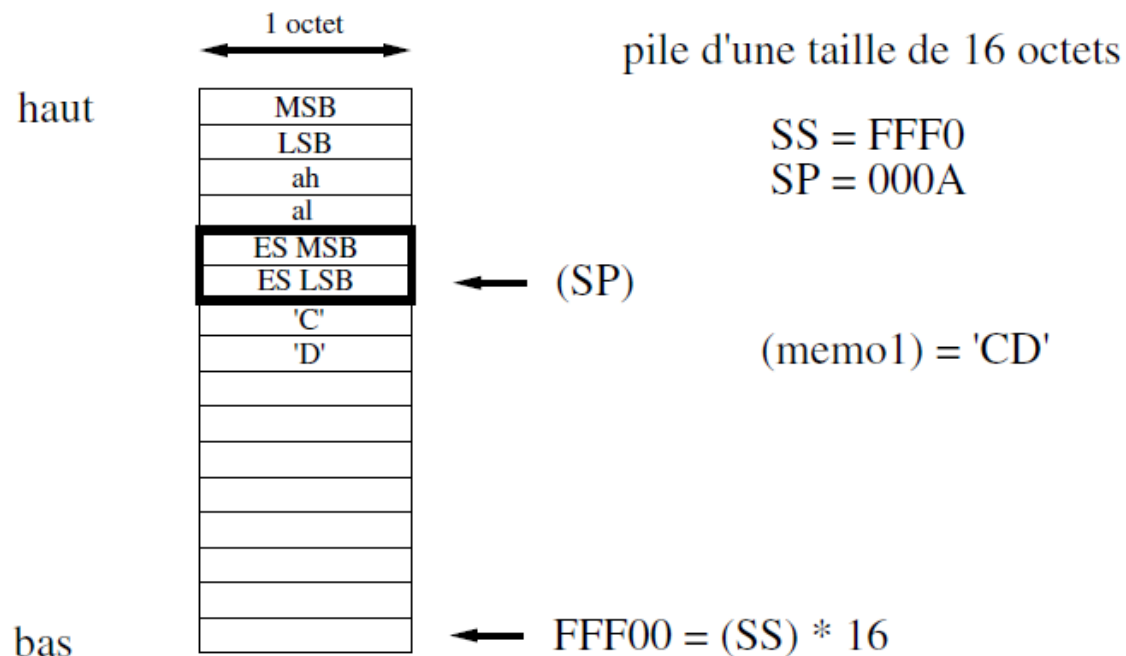 1 octet
pile d'une taille de 16 octets
haut
MSB
SS = FFF0
LSB
SP = 000A
ah
al
ES MSB
ES LSB
(SP)
'C'
(memo1) = 'CD'
'D'
bas
FFF00 = (SS) * 16